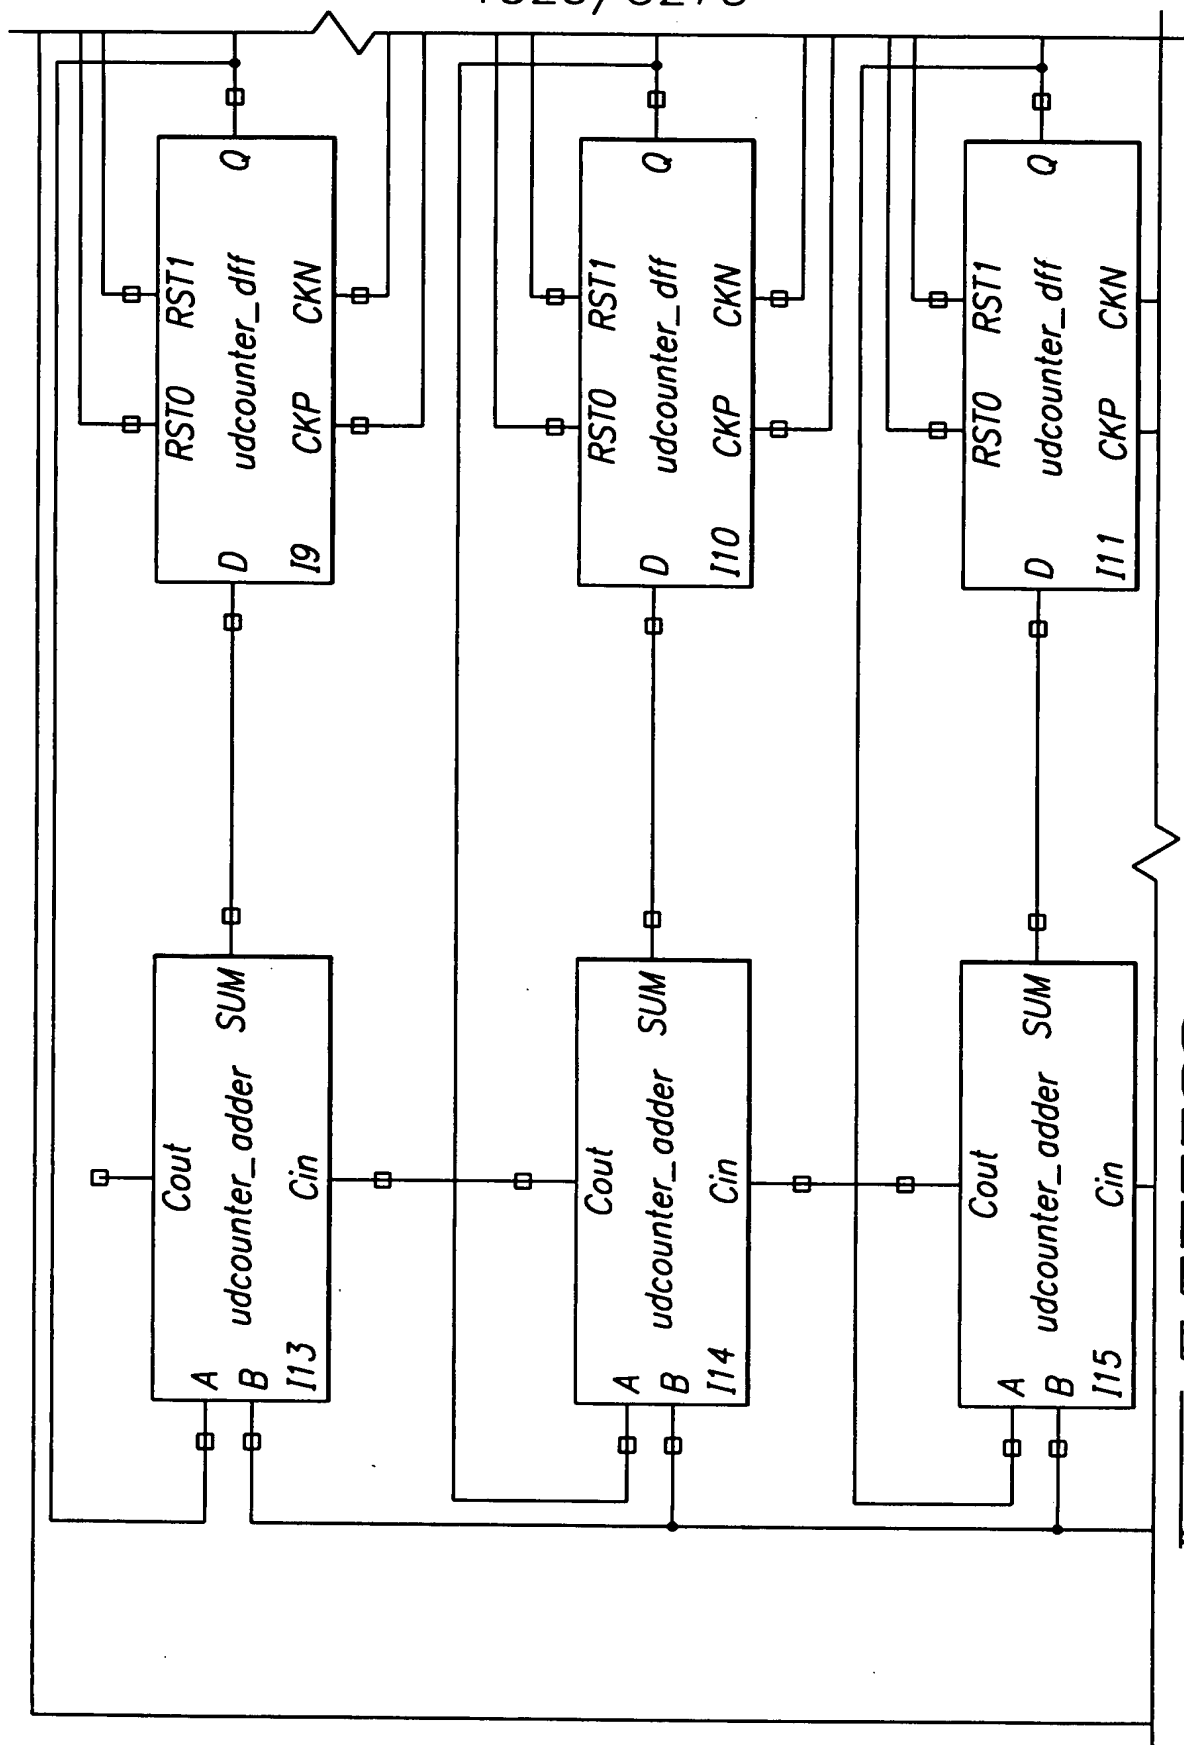 Q
RST1
RST0
udcounter_dff
CKN
CKP
D
I9
Q
RST1
RST0
udcounter_dff
CKN
CKP
D
I10
Q
RST1
RST0
udcounter_dff
CKN
CKP
D
I11
SUM
Cout
udcounter_adder
Cin
A
B
I13
SUM
Cout
udcounter_adder
Cin
A
B
I14
SUM
Cout
udcounter_adder
Cin
A
B
I15